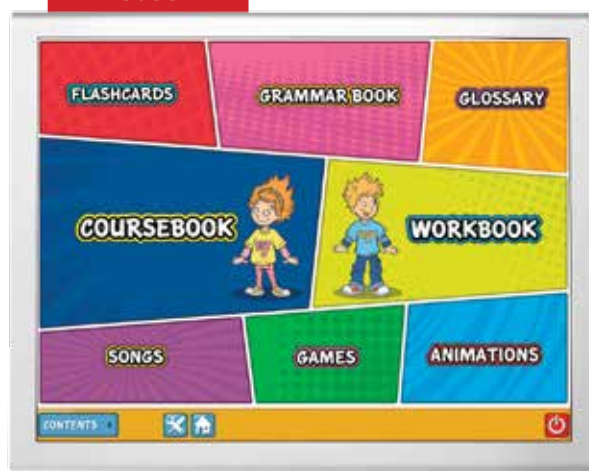 FLASHCARDS
GRAMMAR BOOK
GLOSSARY
COURSEBOOK
WORKBOOK
SONGS
GAMES
ANIMATIONS
CONTENTS